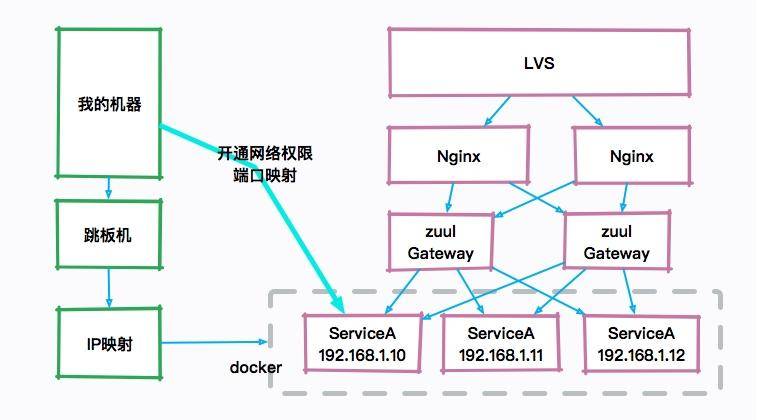 我的机器
跳板机
IP映射
开通网络权限
端口映射
LVS
Nginx
Nginx
zuul
Gateway
zuul
Gateway
docker
ServiceA
192.168.1.10
ServiceA
192.168.1.11
ServiceA
192.168.1.12